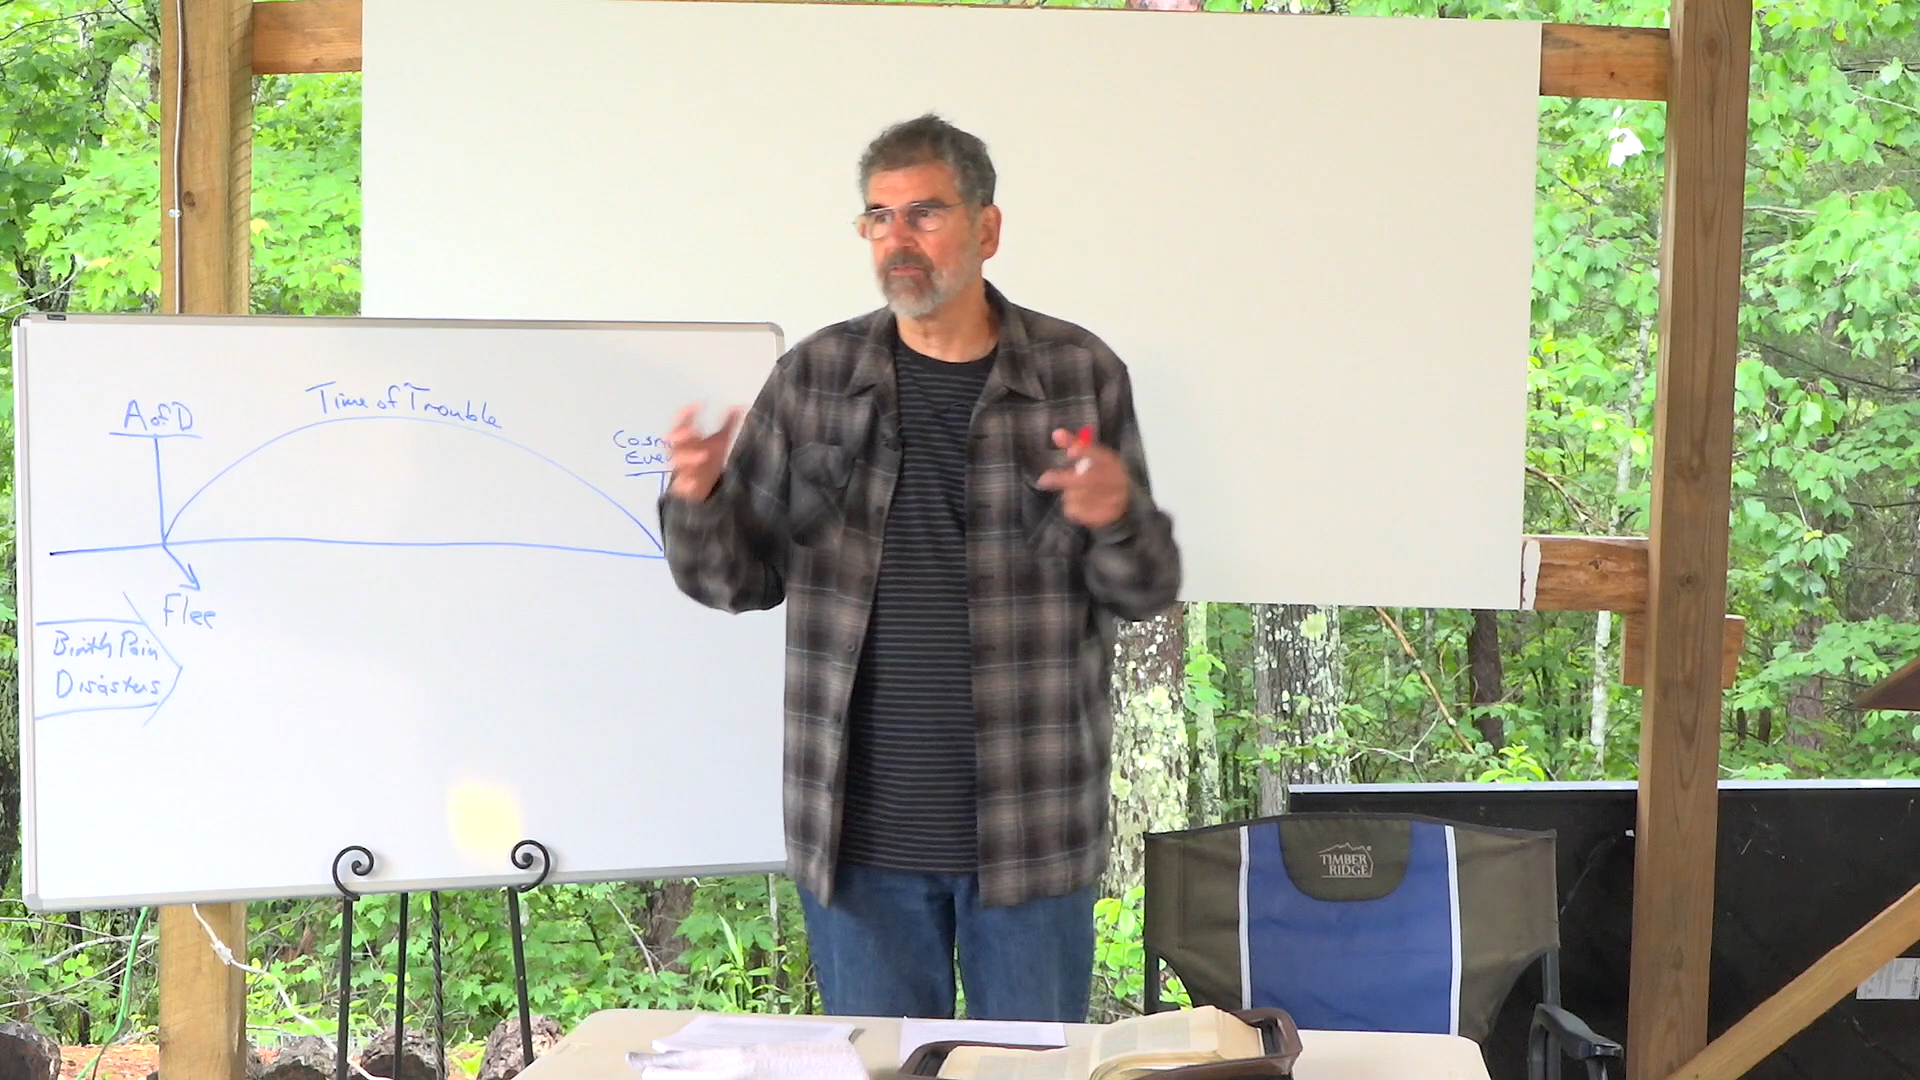 A of D
Time of Trouble
Flee
Birth Pain
Disasters
TIMBER
RIDGE